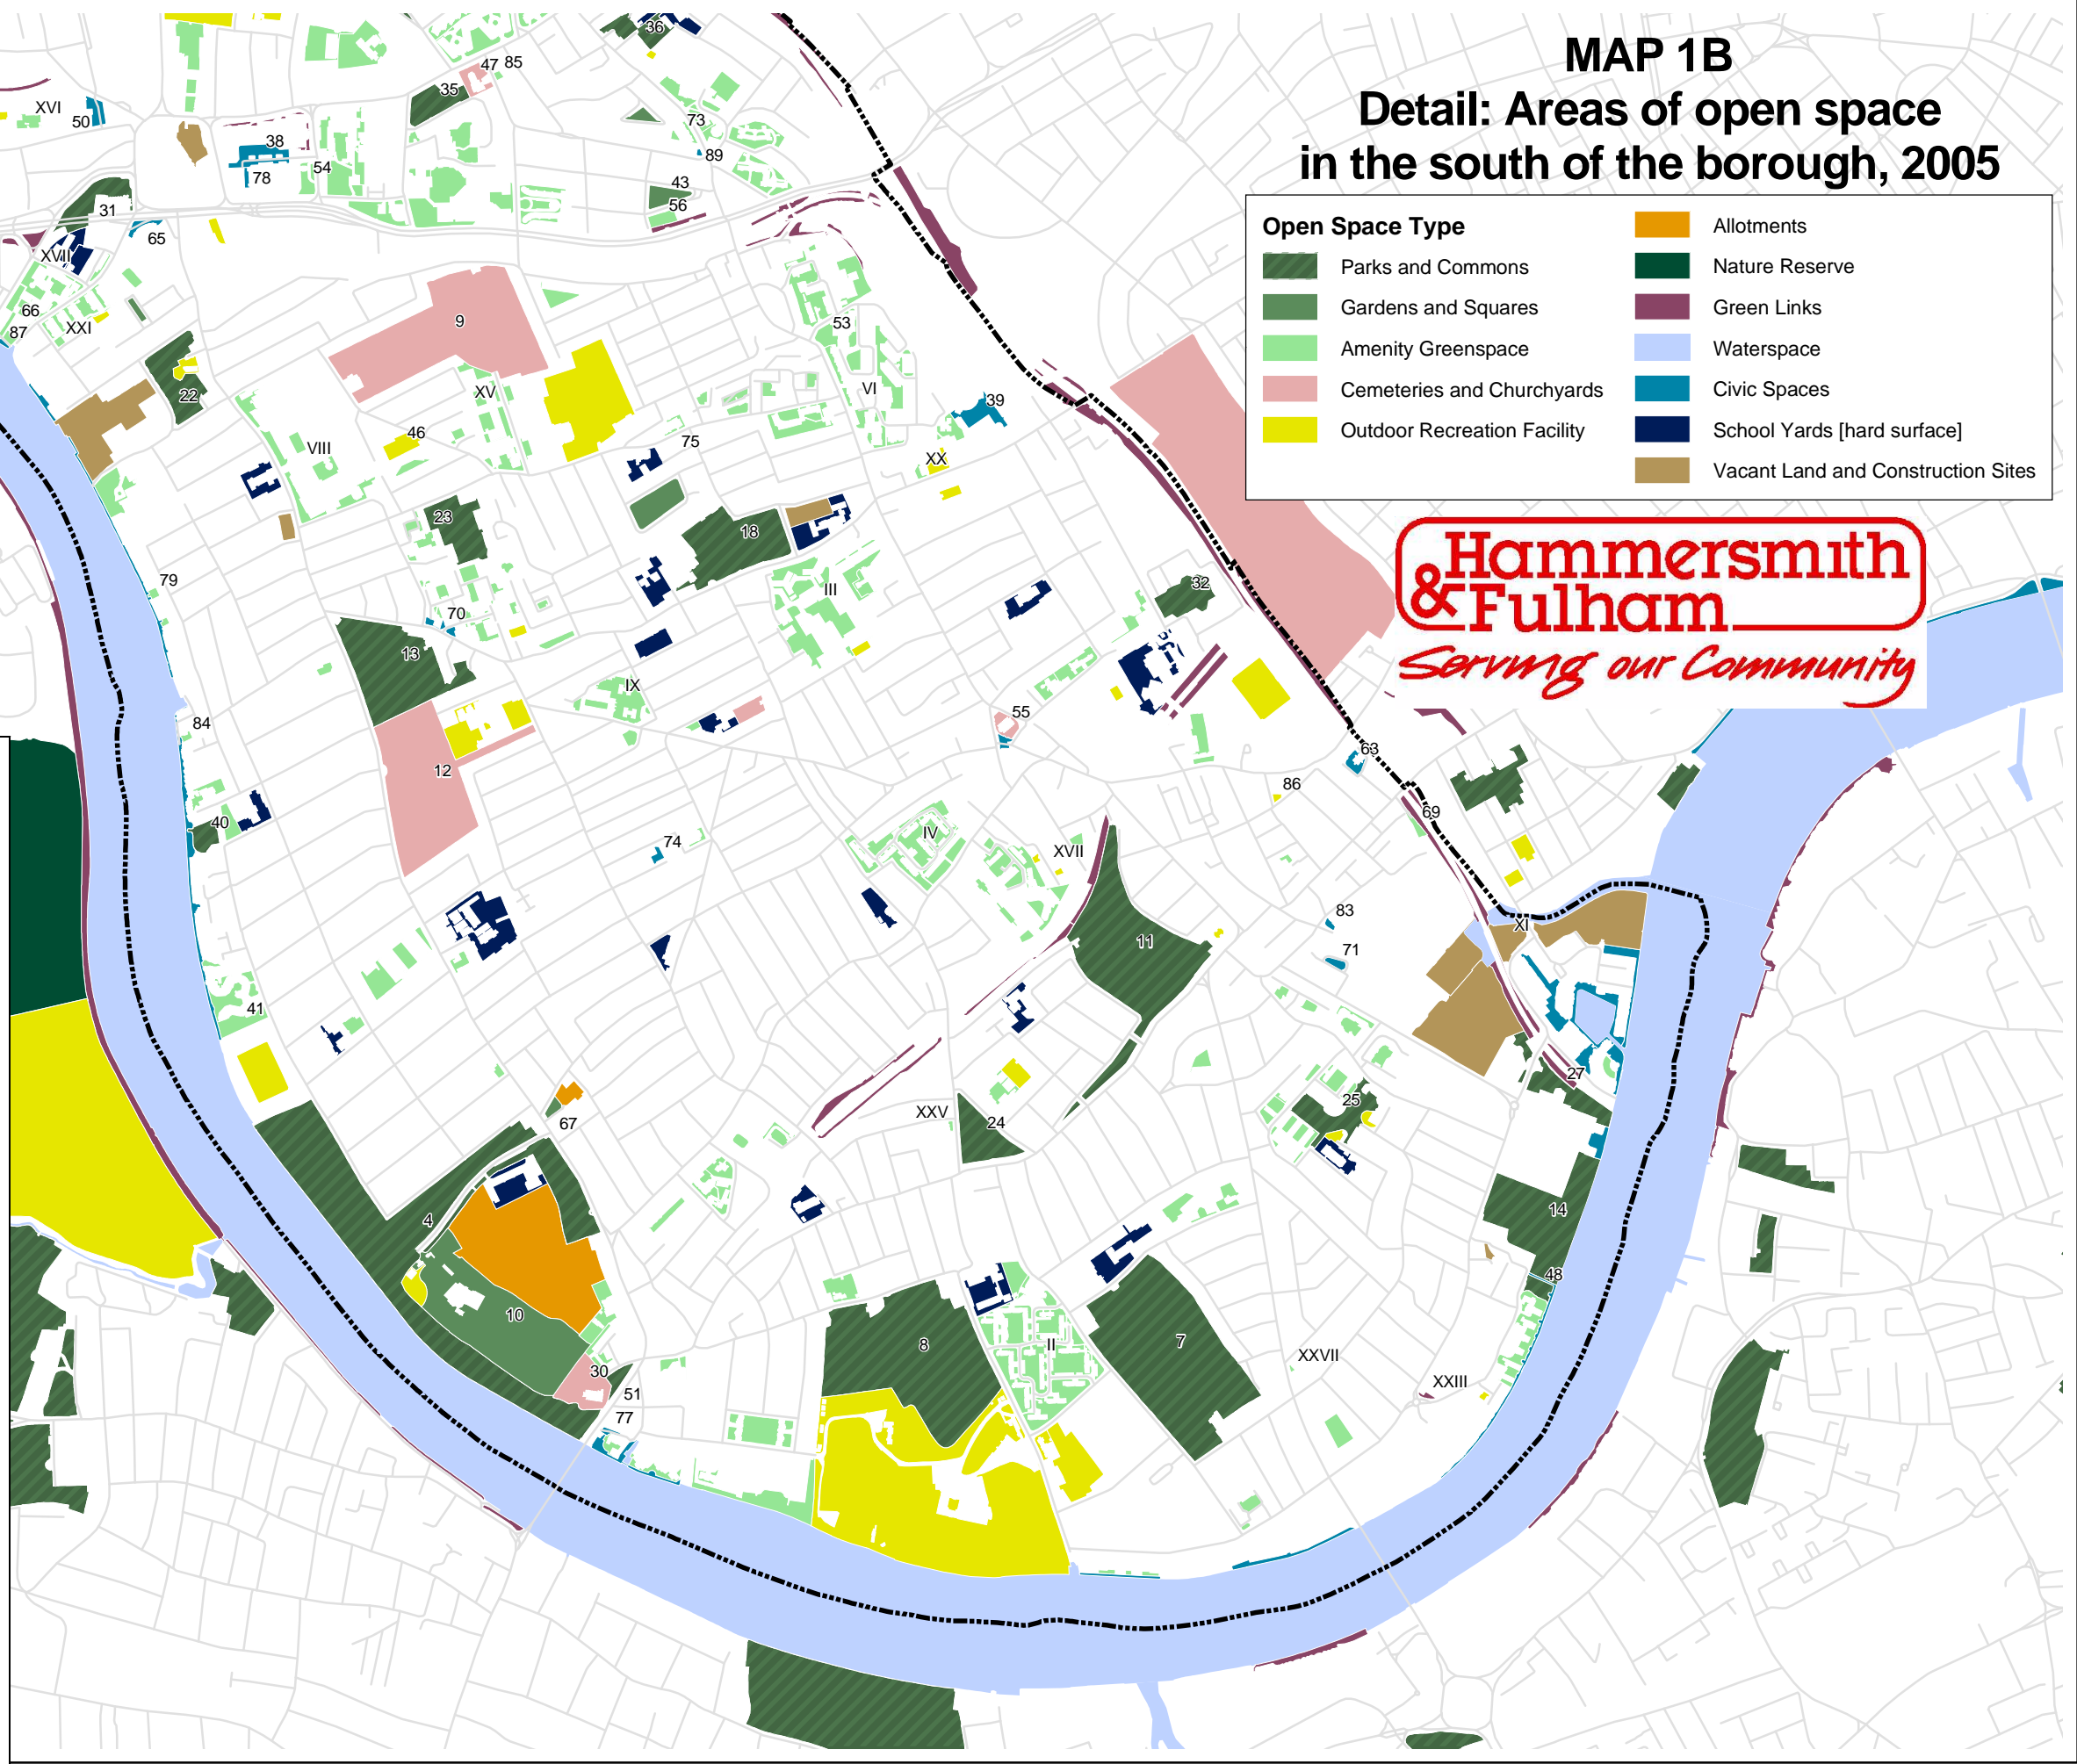 MAP 1B
Detail: Areas of open space
in the south of the borough, 2005
Open Space Type
Parks and Commons
Gardens and Squares
Amenity Greenspace
Cemeteries and Churchyards
Outdoor Recreation Facility
Allotments
Nature Reserve
Green Links
Waterspace
Civic Spaces
School Yards [hard surface]
Vacant Land and Construction Sites
Hammersmith
& Fulham
Serving our Community
36
47 85
35
XVI
50
73
38
89
54
78
43
56
31
65
XVII
66
87
XXI
9
53
22
XV
VI
39
46
VIII
75
XX
23
18
79
III
32
70
13
IX
55
84
63
12
86
69
40
74
IV
XVII
83
XI
11
71
41
27
67
XXV
24
25
4
14
48
10
8
II
7
30
XXVII
51
XXIII
77